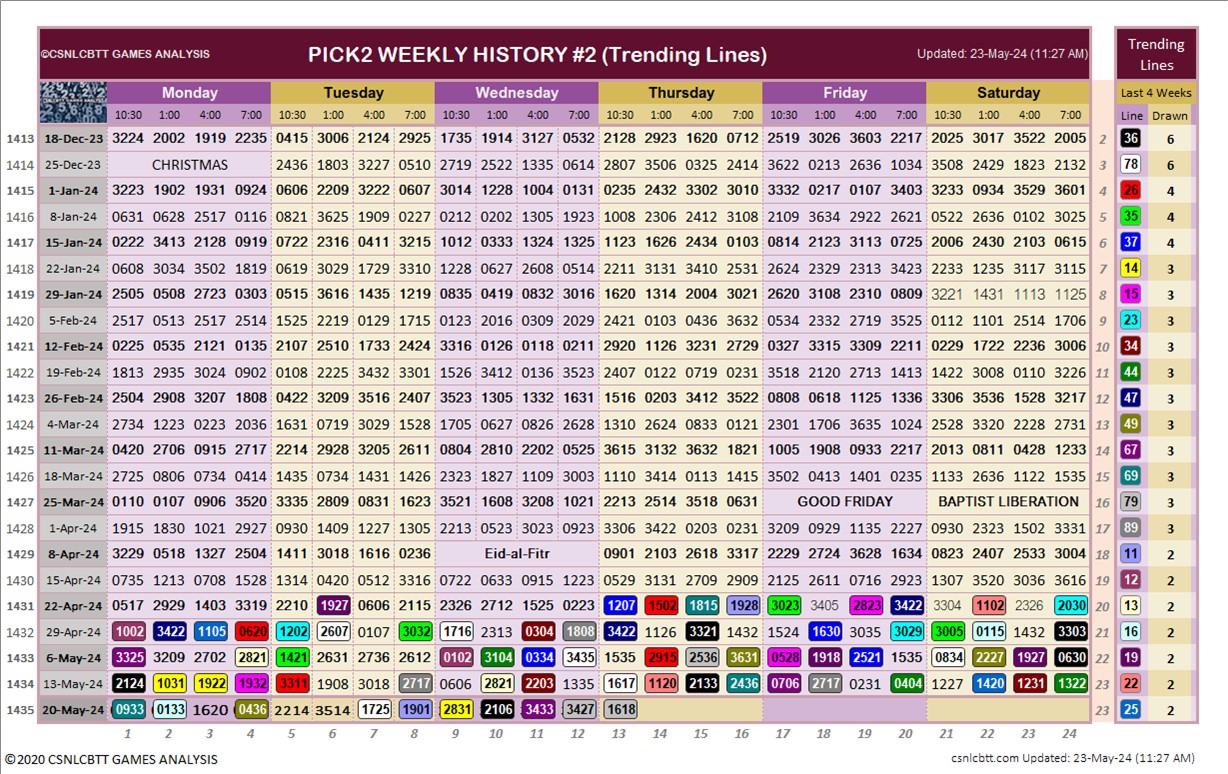 ©CSNLCBTT GAMES ANALYSIS PICK2 WEEKLY HISTORY #2 (Trending Lines) Updated: 23-May-24 (11:27 AM) Trending Lines
Monday Tuesday Wednesday Thursday Friday Saturday Last 4 Weeks
10:30 1:00 4:00 7:00 10:30 1:00 4:00 7:00 10:30 1:00 4:00 7:00 10:30 1:00 4:00 7:00 10:30 1:00 4:00 7:00 10:30 1:00 4:00 7:00 Line Drawn
1413 18-Dec-23 3224 2002 1919 2235 0415 3006 2124 2925 1735 1914 3127 0532 2128 2923 1620 0712 2519 3026 3603 2217 2025 3017 3522 2005 2 36 6
1414 25-Dec-23 CHRISTMAS 2436 1803 3227 0510 2719 2522 1335 0614 2807 3506 0305 2414 3622 0213 2636 1034 3508 2429 1823 2132 3 78 6
1415 1-Jan-24 3223 1902 1931 0924 0606 2209 3222 0607 3014 1228 1004 0131 0235 2432 3302 3010 3332 0217 0107 3403 3233 0934 3529 3601 4 26 4
1416 8-Jan-24 0631 0628 2517 0116 0821 3625 1909 0227 0212 0202 1305 1923 1008 2306 2412 3108 2109 3634 2922 2621 0522 2636 0102 3025 5 35 4
1417 15-Jan-24 0222 3413 2128 0919 0722 2316 0411 3215 1012 0333 1324 1325 1123 1626 2434 0103 0814 2123 3113 0725 2006 2430 2103 0615 6 37 4
1418 22-Jan-24 0608 3034 3502 1819 0619 3029 1729 3310 1228 0627 2608 0514 2211 3131 3410 2531 2624 2329 2313 3423 2233 1235 3117 3115 7 14 3
1419 29-Jan-24 2505 0508 2723 0303 0515 3616 1435 1219 0835 0419 0832 3016 1620 1314 2004 3021 2620 3108 2310 0809 3221 1431 1113 1125 8 15 3
1420 5-Feb-24 2517 0513 2517 2514 1525 2219 0129 1713 0123 2016 0309 2029 2421 0103 0436 3632 0534 2332 2719 3525 0112 1101 2514 1706 9 23 3
1421 12-Feb-24 0225 0535 2121 0135 2107 2510 1733 2424 3316 0126 0118 0211 2920 1126 3231 2729 0327 3315 3309 2211 0229 1722 2236 3006 10 34 3
1422 19-Feb-24 1813 2935 3024 0902 0108 2225 3432 3301 1526 3412 0136 3523 2407 0122 0719 0231 3518 2120 2713 1413 1422 3008 0110 3226 11 44 3
1423 26-Feb-24 2504 2908 3207 1808 0422 3209 3516 2407 3523 1305 1332 1631 1516 0203 3412 3522 0808 0618 1125 1336 3306 3536 1528 3217 12 47 3
1424 4-Mar-24 2734 1223 0223 2036 1631 0719 3029 1528 1705 0627 0826 2628 1310 2624 0833 0121 2301 1706 3635 1024 2528 3320 2228 2731 13 49 3
1425 11-Mar-24 0420 2706 0915 2717 2214 2928 3205 2611 0804 2810 2202 0525 3615 3132 3632 1821 1005 1908 0933 2217 2013 0811 0428 1233 14 67 3
1426 18-Mar-24 2725 0806 0734 0414 1435 0734 1431 1423 2323 1827 1109 3003 1110 3414 3414 1415 3502 0413 1401 0235 1133 2636 1122 1535 15 69 3
1427 25-Mar-24 0110 0107 0906 3520 3335 2809 0831 1623 3521 1608 3208 1021 2213 2514 3518 0631 GOOD FRIDAY BAPTIST LIBERATION 16 79 3
1428 1-Apr-24 1915 1830 1021 2927 0930 1409 1227 1305 2213 0523 3023 0923 3306 3422 0203 0231 3209 0929 1135 2227 0930 2323 1502 3331 17 89 3
1429 8-Apr-24 3229 0518 1327 2504 1411 3018 1616 0236 Eid-al-Fitr 0901 2103 2618 3317 2229 2724 3628 1634 0823 2407 2533 3004 18 11 2
1430 15-Apr-24 0735 1213 0708 1528 1314 0420 0512 3316 0722 0633 0915 1223 0529 3131 2709 2909 2125 2611 0716 2923 1307 3520 3036 3616 19 12 2
1431 22-Apr-24 0517 2929 1403 3319 2210 1927 0606 2115 2326 2712 1525 0223 1207 1502 1815 1928 3023 3405 2823 3422 3304 1102 2326 2030 20 13 2
1432 29-Apr-24 1002 3422 1105 0620 1202 2607 0107 3032 1716 2313 0304 1808 3422 1126 3321 1432 1524 1630 3035 3029 3005 0115 1432 3303 21 16 2
1433 6-May-24 3325 3209 2702 2821 1421 2631 2736 2612 0102 3104 0334 3435 1535 2915 2536 3631 0528 1918 2521 1535 0834 2227 1927 0630 22 19 2
1434 13-May-24 2124 1031 1922 1932 3311 1908 3018 2717 0606 2821 2203 1335 1617 1120 2133 2436 0706 2717 0231 0404 1227 1420 1231 1322 23 22 2
1435 20-May-24 0933 0133 1620 0436 2214 3514 1725 1901 2831 2106 3433 3427 1618 23 25 2
1 2 3 4 5 6 7 8 9 10 11 12 13 14 15 16 17 18 19 20 21 22 23 24
©2020 CSNLCBTT GAMES ANALYSIS csnlcbtt.com Updated: 23-May-24 (11:27 AM)